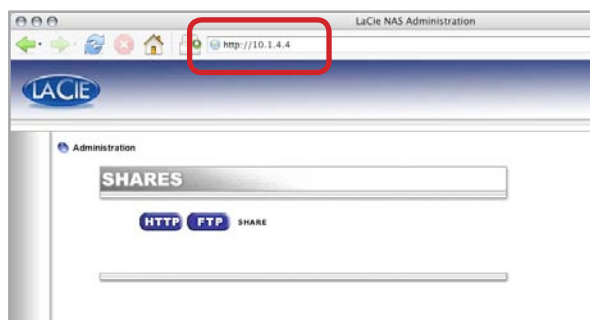 LaCie NAS Administration
http://10.1.4.4
LACIE
Administration
SHARES
HTTP FTP SHARE